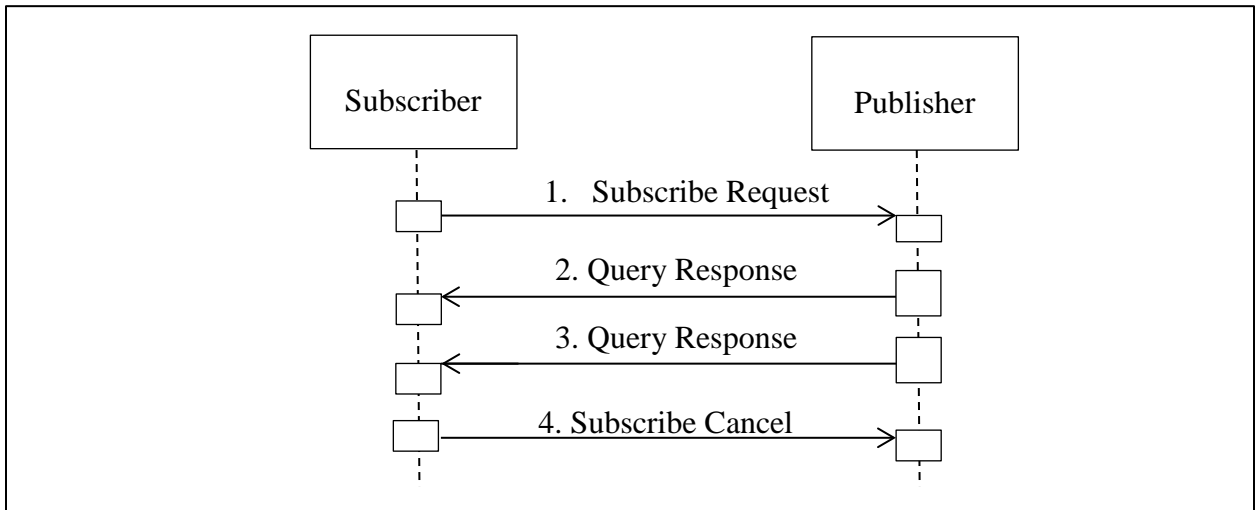 Subscriber
Publisher
1. Subscribe Request
2. Query Response
3. Query Response
4. Subscribe Cancel